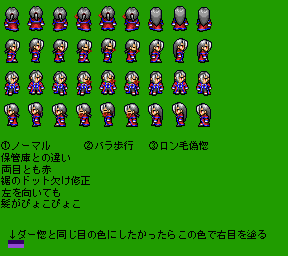 ①ノーマル ②バラ歩行 ③ロン毛偽惣
保管庫との違い
両目とも赤
裾のドット欠け修正
左を向いても
髪がぴょこぴょこ
↓ダー惣と同じ目の色にしたかったらこの色で右目を塗る